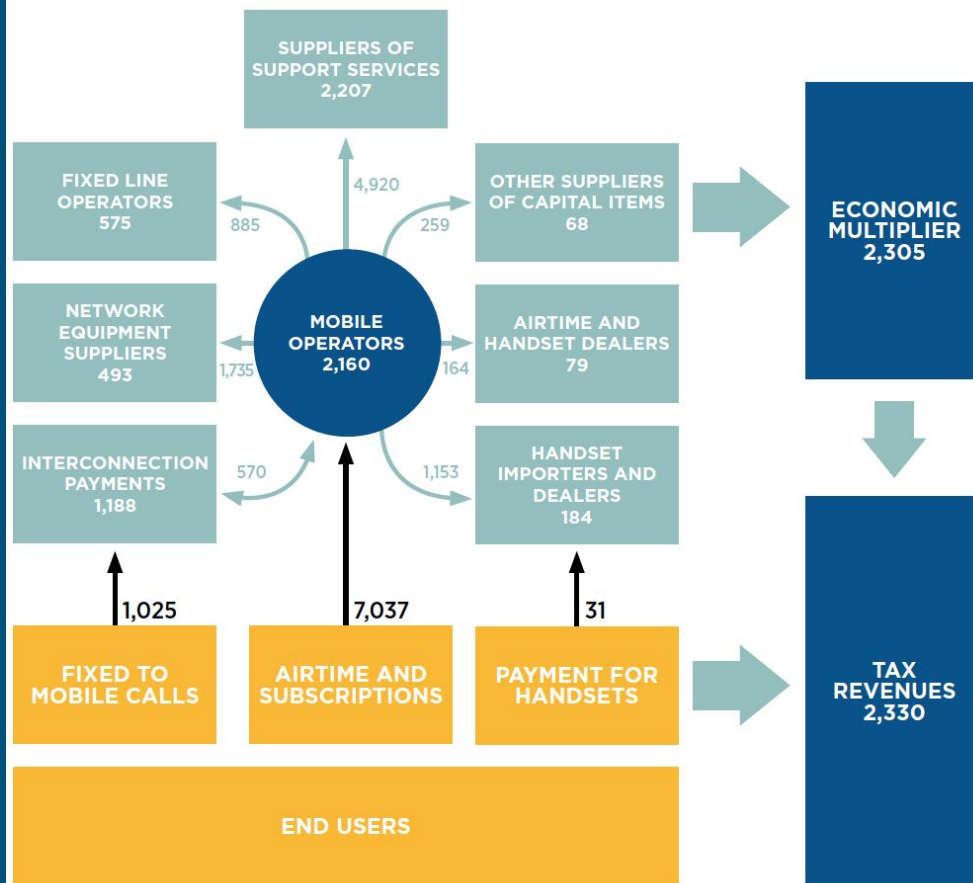 SUPPLIERS OF
SUPPORT SERVICES
2,207
FIXED LINE
OPERATORS
575
885
4,920
259
OTHER SUPPLIERS
OF CAPITAL ITEMS
68
ECONOMIC
MULTIPLIER
2,305
NETWORK
EQUIPMENT
SUPPLIERS
493
1,735
MOBILE
OPERATORS
2,160
164
AIRTIME AND
HANDSET DEALERS
79
INTERCONNECTION
PAYMENTS
1,188
570
1,153
HANDSET
IMPORTERS AND
DEALERS
184
1,025
7,037
31
FIXED TO
MOBILE CALLS
AIRTIME AND
SUBSCRIPTIONS
PAYMENT FOR
HANDSETS
TAX
REVENUES
2,330
END USERS